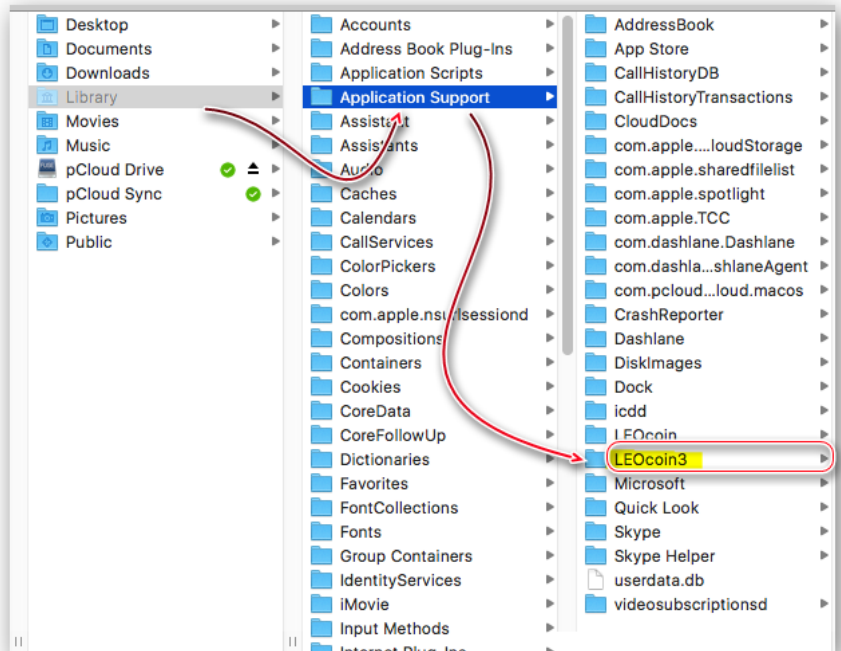 Desktop
Documents
Downloads
Library
Movies
Music
pCloud Drive
pCloud Sync
Pictures
Public
Accounts
Address Book Plug-Ins
Application Scripts
Application Support
Assistant
Assistants
Audio
Caches
Calendars
CallServices
ColorPickers
Colors
com.apple.nsurlsessiond
Compositions
Containers
Cookies
CoreData
CoreFollowUp
Dictionaries
Favorites
FontCollections
Fonts
Group Containers
IdentityServices
iMovie
Input Methods
Internet Plug-Ins
AddressBook
App Store
CallHistoryDB
CallHistoryTransactions
CloudDocs
com.apple....loudStorage
com.apple.sharedfilelist
com.apple.spotlight
com.apple.TCC
com.dashlane.Dashlane
com.dashla...shlaneAgent
com.pcloud...loud.macos
CrashReporter
Dashlane
DiskImages
Dock
icdd
LEOcoin
LEOcoin3
Microsoft
Quick Look
Skype
Skype Helper
userdata.db
videosubscriptionsd